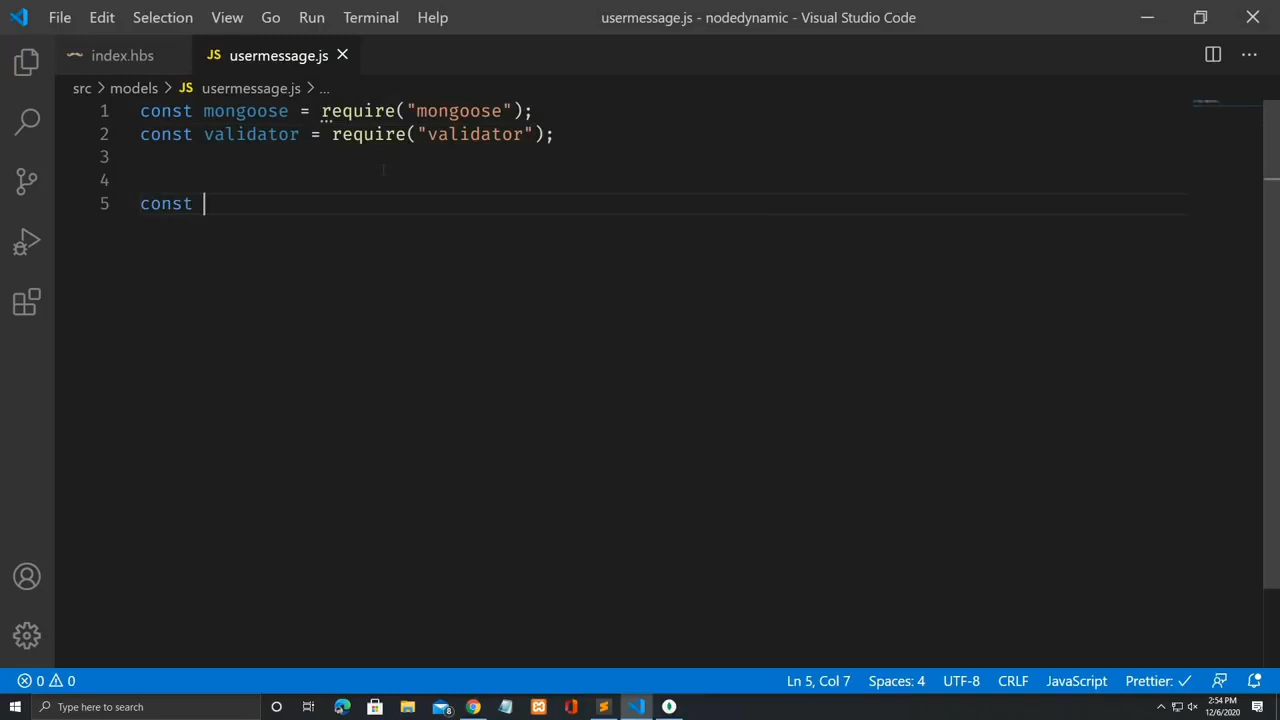 File Edit Selection View Go Run Terminal Help usermessage.js - nodedynamic - Visual Studio Code
index.hbs JS usermessage.js
src > models > JS usermessage.js > ...
1 const mongoose = require("mongoose");
2 const validator = require("validator");
3
4
5 const
0 0 Ln 5, Col 7 Spaces: 4 UTF-8 CRLF JavaScript Prettier: ✓
Type here to search
2:54 PM
12/6/2020